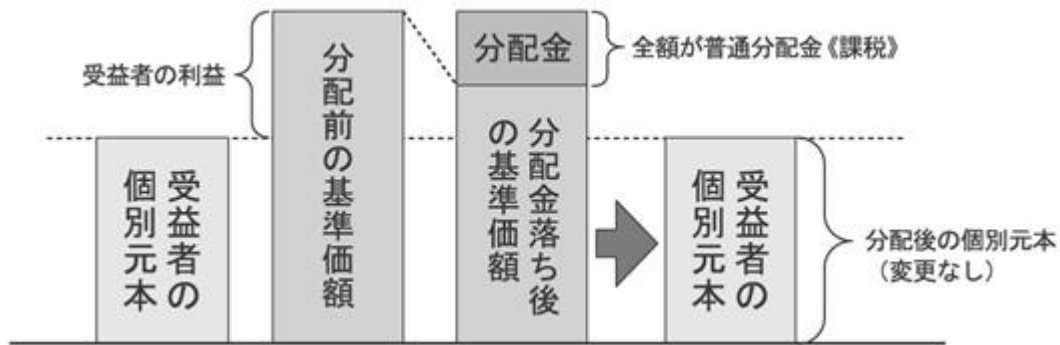 受益者の利益
受益者の
個別元本
分配前の基準価額
分配金
全額が普通分配金《課税》
分配金落ち後
の基準価額
受益者の
個別元本
分配後の個別元本
（変更なし）